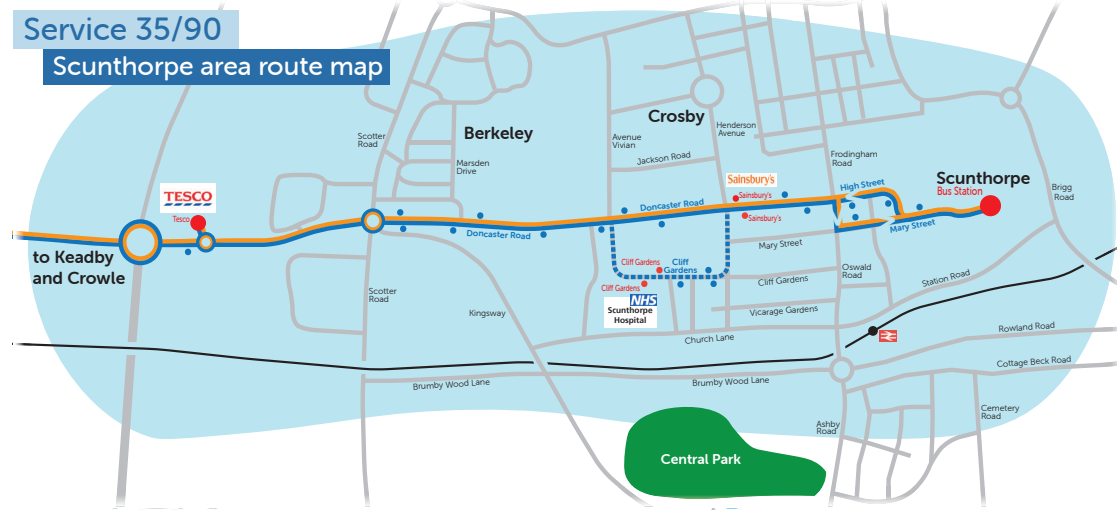 Service 35/90
Scunthorpe area route map
Scotter
Road
Berkeley
Marsden
Drive
Crosby
Avenue
Vivian
Henderson
Avenue
Jackson Road
Frodingham
Road
Sainsbury's
Sainsbury's
Sainsbury's
High Street
Scunthorpe
Bus Station
Brigg
Road
TESCO
Tesco
Doncaster Road
Doncaster Road
Mary Street
Mary Street
to Keadby
and Crowle
Cliff Gardens
Cliff
Gardens
Cliff Gardens
Cliff Gardens
NHS
Scunthorpe
Hospital
Oswald
Road
Station Road
Scotter
Road
Kingsway
Vicarage Gardens
Church Lane
Rowland Road
Cottage Beck Road
Brumby Wood Lane
Brumby Wood Lane
Cemetery
Road
Ashby
Road
Central Park